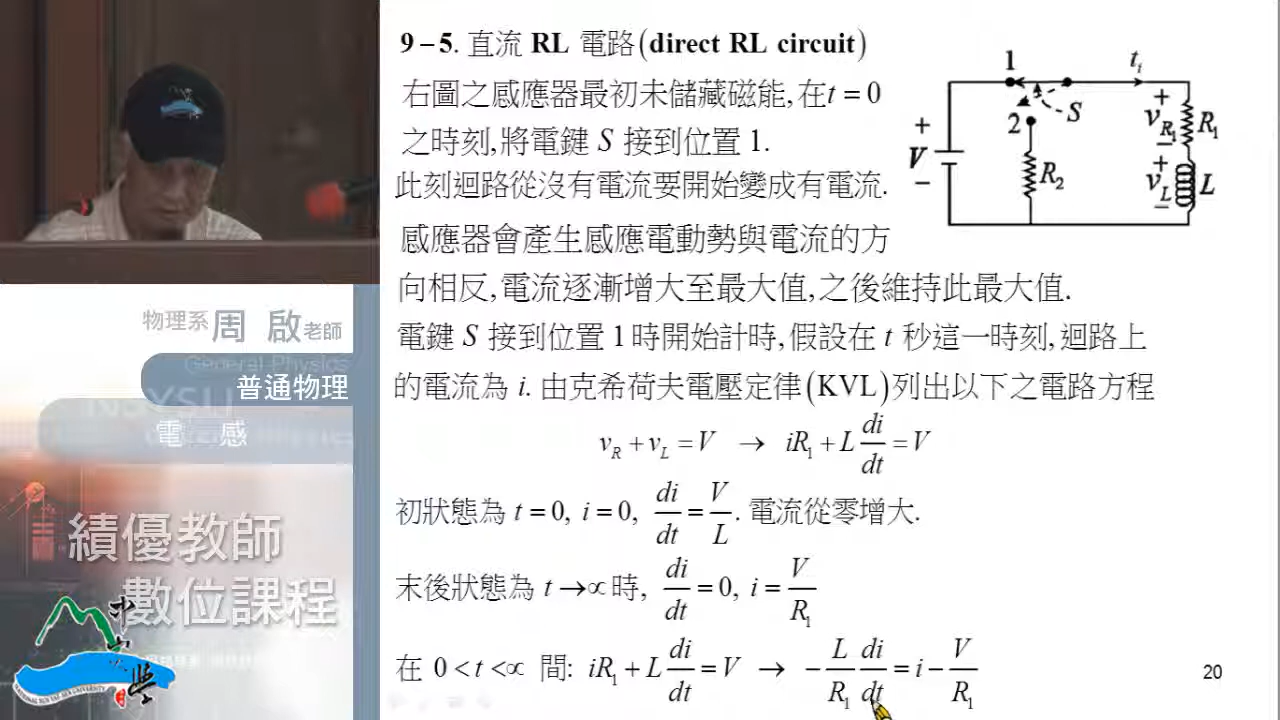 9－5. 直流 RL 電路(direct RL circuit)
右圖之感應器最初未儲藏磁能, 在 t = 0
之時刻, 將電鍵 S 接到位置 1.
此刻迴路從沒有電流要開始變成有電流.
感應器會產生感應電動勢與電流的方
向相反, 電流逐漸增大至最大值, 之後維持此最大值.
電鍵 S 接到位置 1 時開始計時, 假設在 t 秒這一時刻, 迴路上
的電流為 i. 由克希荷夫電壓定律(KVL)列出以下之電路方程
v_R + v_L = V → iR_1 + L di/dt = V
初狀態為 t = 0, i = 0, di/dt = V/L. 電流從零增大.
末後狀態為 t → ∝ 時, di/dt = 0, i = V/R_1
在 0 < t < ∝ 間: iR_1 + L di/dt = V → − L/R_1 di/dt = i − V/R_1
20
1
t_i
+
2
S
v_R1
−
R_1
+
V
−
R_2
+
v_L
−
L
物理系 周 啟 老師
General Physics
普通物理
NSYSU
電 感
績優教師
數位課程
中山大學